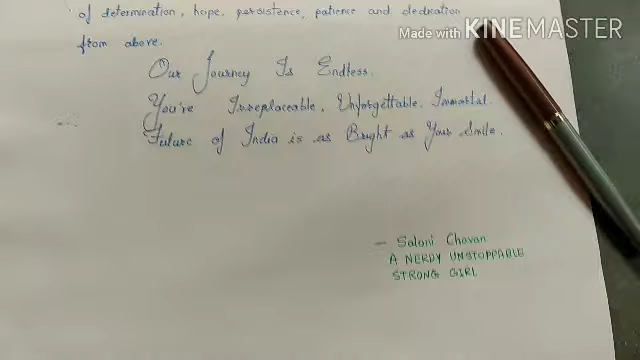 of determination, hope, persistence, patience and dedication
from above.
Made with KINEMASTER
Our Journey Is Endless.
You're Irreplaceable, Unforgettable, Immortal.
Future of India is as Bright as Your Smile.
- Saloni Chavan
A NERDY UNSTOPPABLE
STRONG GIRL